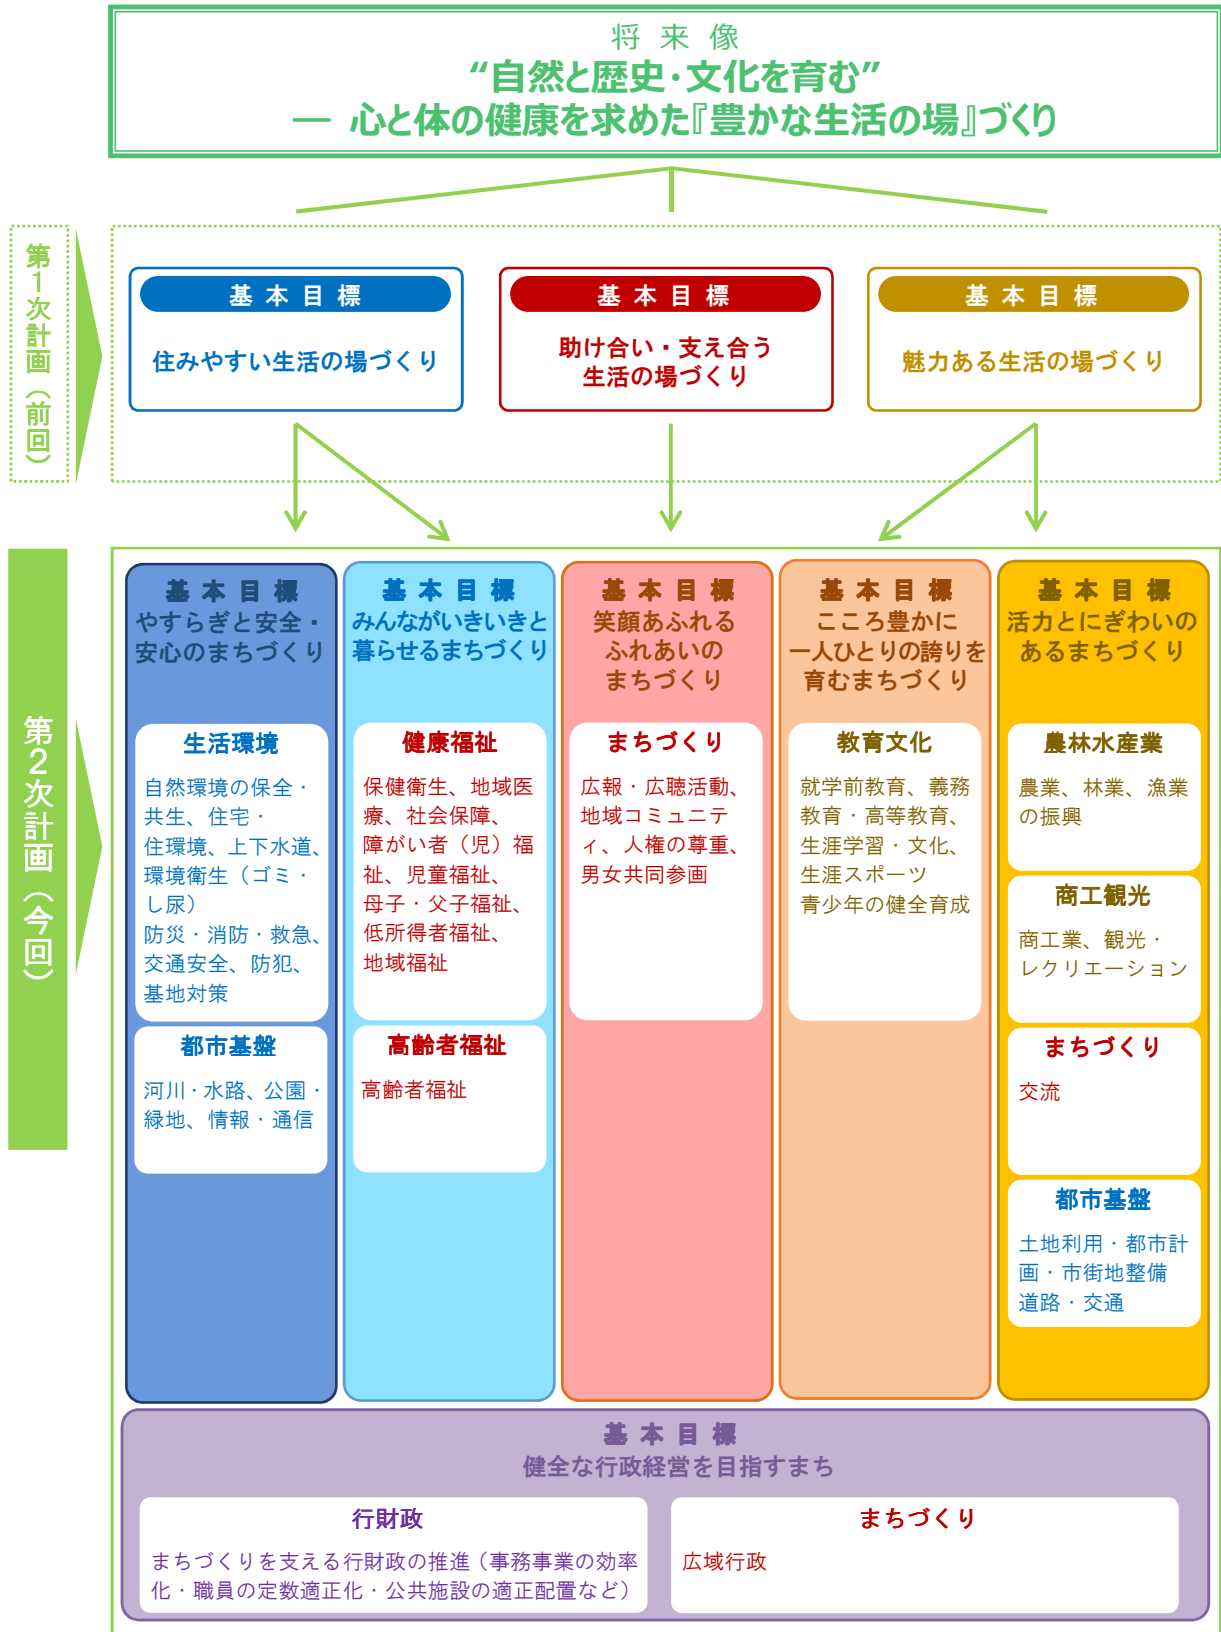 将来像
“自然と歴史・文化を育む”
― 心と体の健康を求めた『豊かな生活の場』づくり
第1次計画（前回）
基本目標
住みやすい生活の場づくり
基本目標
助け合い・支え合う
生活の場づくり
基本目標
魅力ある生活の場づくり
第2次計画（今回）
基本目標
やすらぎと安全・
安心のまちづくり
生活環境
自然環境の保全・
共生、住宅・
住環境、上下水道、
環境衛生（ゴミ・
し尿）
防災・消防・救急、
交通安全、防犯、
基地対策
都市基盤
河川・水路、公園・
緑地、情報・通信
基本目標
みんながいきいきと
暮らせるまちづくり
健康福祉
保健衛生、地域医
療、社会保障、
障がい者（児）福
祉、児童福祉、
母子・父子福祉、
低所得者福祉、
地域福祉
高齢者福祉
高齢者福祉
基本目標
笑顔あふれる
ふれあいの
まちづくり
まちづくり
広報・広聴活動、
地域コミュニテ
ィ、人権の尊重、
男女共同参画
基本目標
こころ豊かに
一人ひとりの誇りを
育むまちづくり
教育文化
就学前教育、義務
教育・高等教育、
生涯学習・文化、
生涯スポーツ
青少年の健全育成
基本目標
活力とにぎわいの
あるまちづくり
農林水産業
農業、林業、漁業
の振興
商工観光
商工業、観光・
レクリエーション
まちづくり
交流
都市基盤
土地利用・都市計
画・市街地整備
道路・交通
基本目標
健全な行政経営を目指すまち
行財政
まちづくりを支える行財政の推進（事務事業の効率
化・職員の定数適正化・公共施設の適正配置など）
まちづくり
広域行政